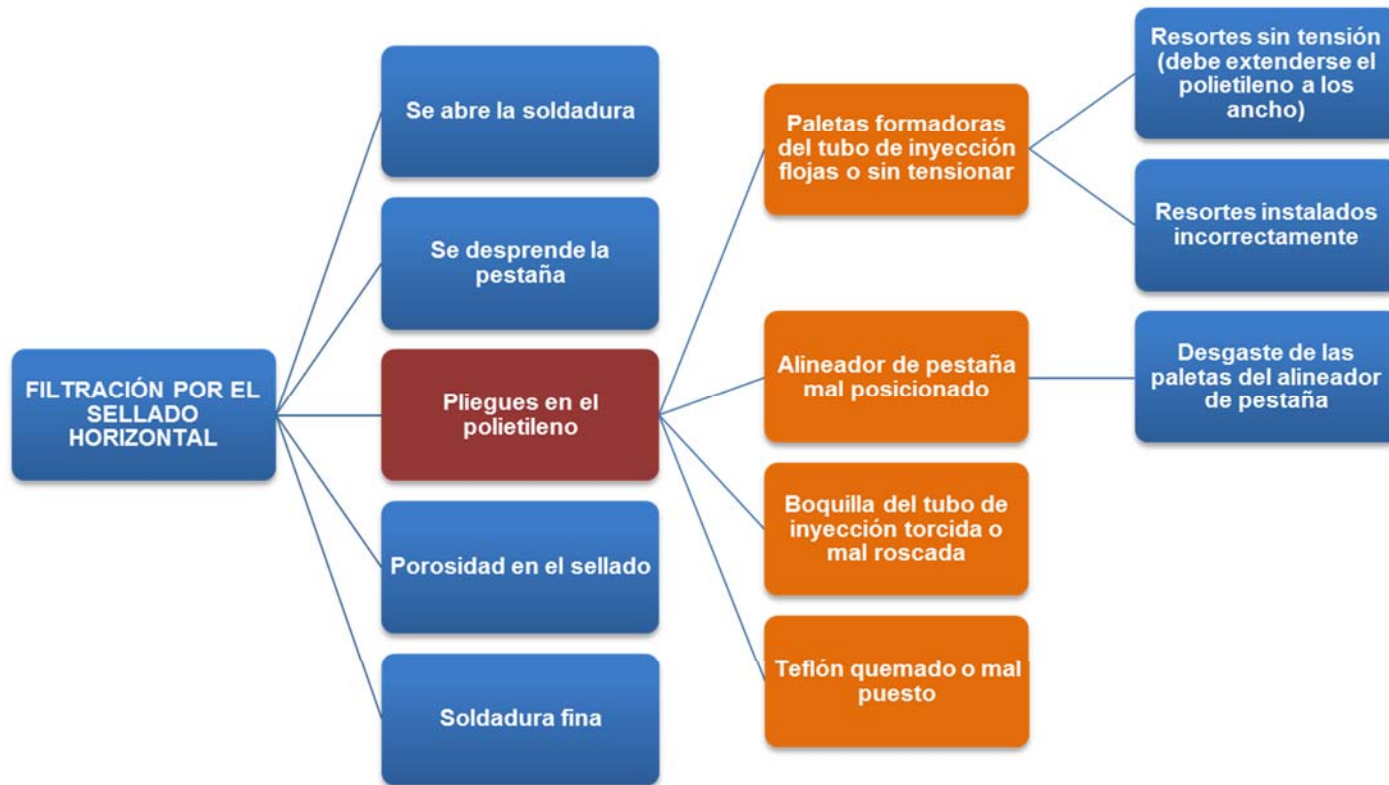 FILTRACIÓN POR EL
SELLADO
HORIZONTAL
Se abre la soldadura
Se desprende la
pestaña
Pliegues en el
polietileno
Porosidad en el sellado
Soldadura fina
Paletas formadoras
del tubo de inyección
flojas o sin tensionar
Alineador de pestaña
mal posicionado
Boquilla del tubo de
inyección torcida o
mal roscada
Teflón quemado o mal
puesto
Resortes sin tensión
(debe extenderse el
polietileno a los
ancho)
Resortes instalados
incorrectamente
Desgaste de las
paletas del alineador
de pestaña